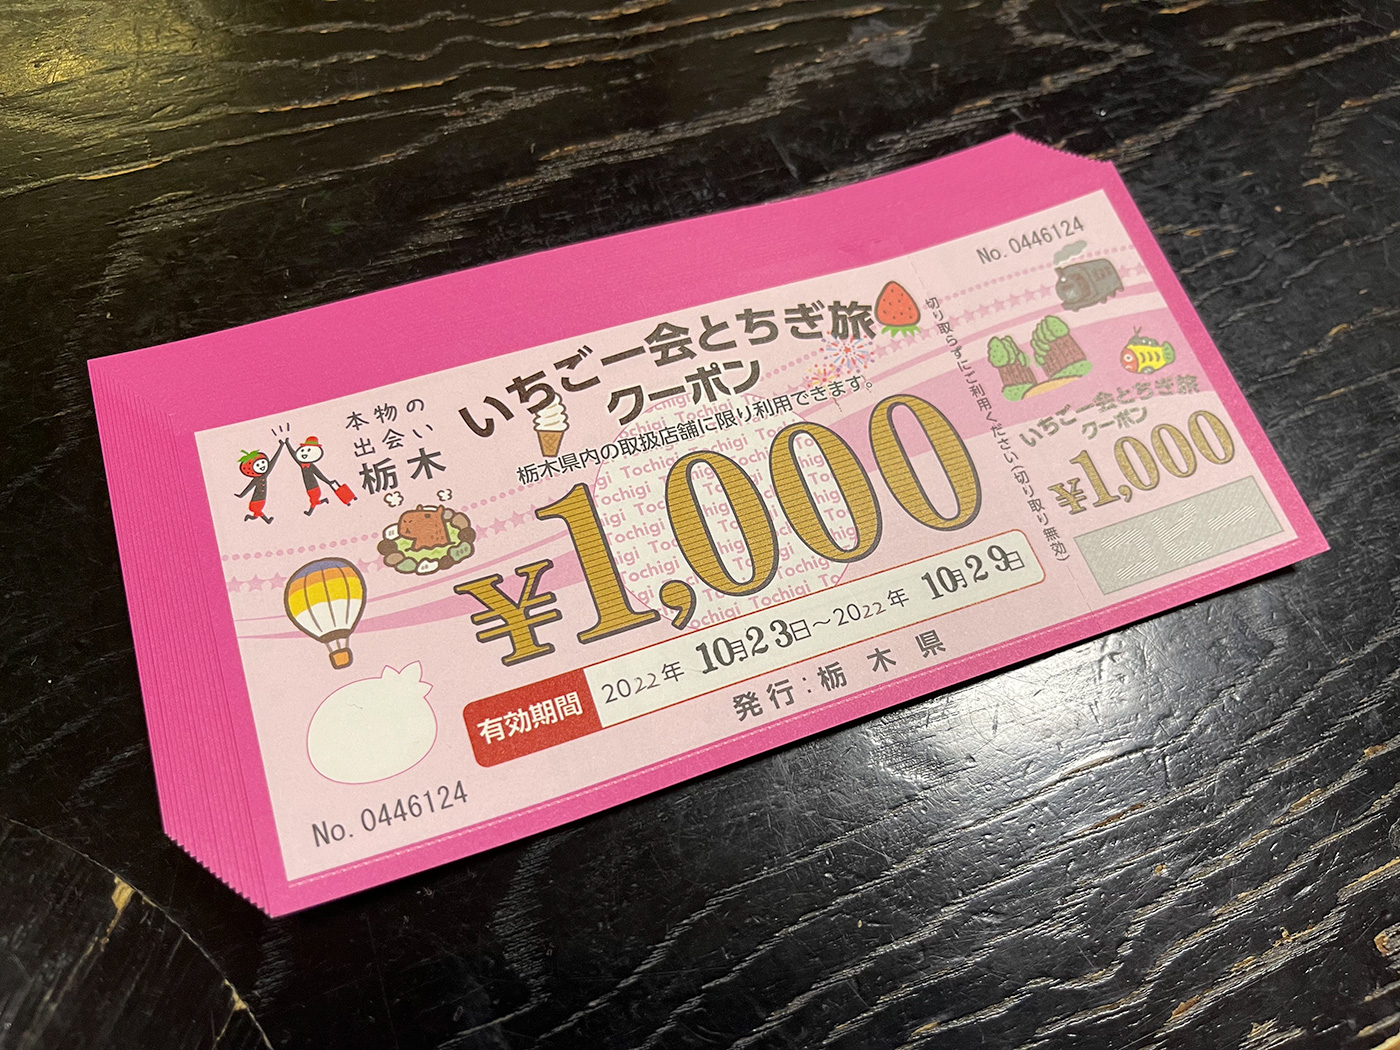 No. 0446124
本物の
出会い
栃木
いちご一会とちぎ旅
クーポン
栃木県内の取扱店舗に限り利用できます。
¥1,000
有効期間 2022年 10月23日～2022年 10月29日
発行：栃木県
No. 0446124
切り取らずにご利用ください(切り取り無効)
いちご一会とちぎ旅
クーポン
¥1,000
Tochigi Tochigi Tochigi